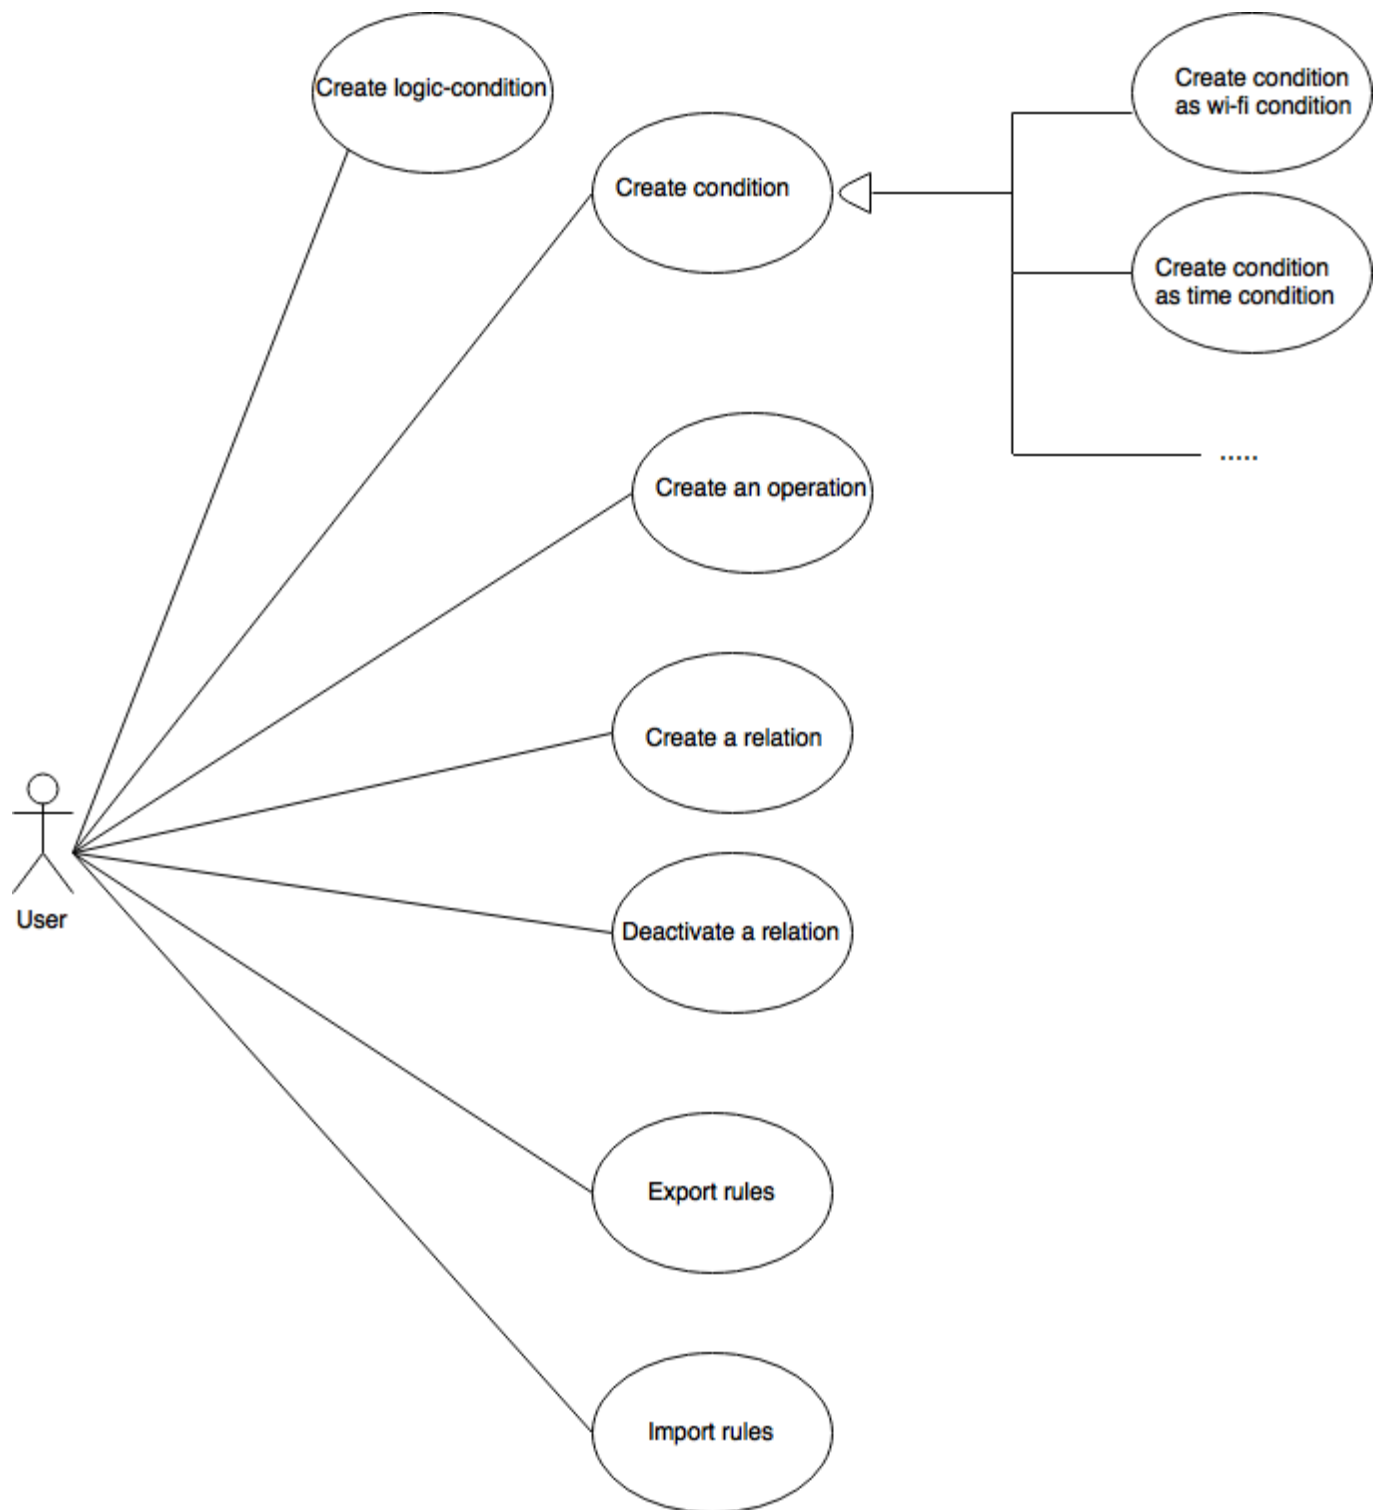 Create logic-condition
Create condition
as wi-fi condition
Create condition
Create condition
as time condition
.....
Create an operation
Create a relation
User
Deactivate a relation
Export rules
Import rules